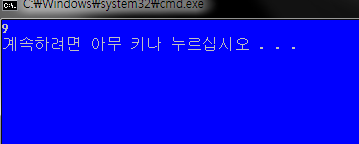 C:₩Windows₩system32₩cmd.exe
9
계속하려면 아무 키나 누르십시오 . . .